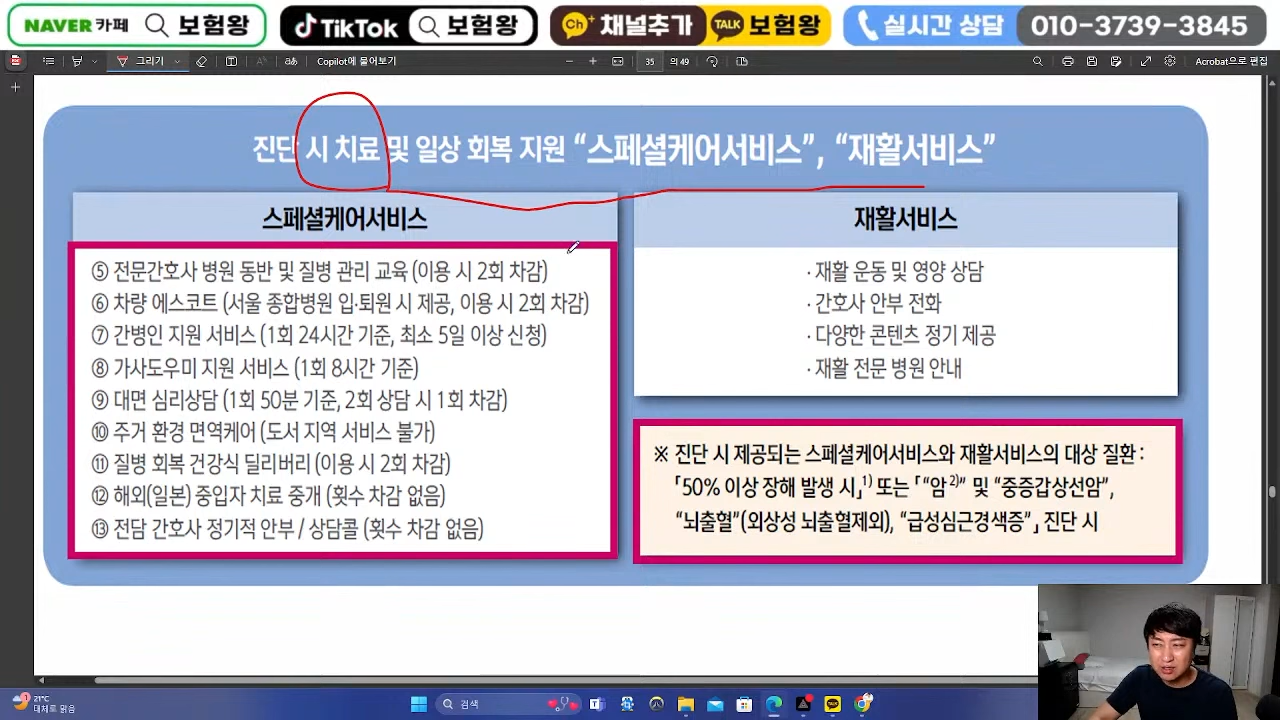 NAVER 카페 보험왕
TikTok 보험왕
Ch+ 채널추가 TALK 보험왕
실시간 상담 010-3739-3845
그리기
Copilot에 물어보기
35 의 49
Acrobat으로 편집
진단 시 치료 및 일상 회복 지원 “스페셜케어서비스”, “재활서비스”
스페셜케어서비스
⑤ 전문간호사 병원 동반 및 질병 관리 교육 (이용 시 2회 차감)
⑥ 차량 에스코트 (서울 종합병원 입·퇴원 시 제공, 이용 시 2회 차감)
⑦ 간병인 지원 서비스 (1회 24시간 기준, 최소 5일 이상 신청)
⑧ 가사도우미 지원 서비스 (1회 8시간 기준)
⑨ 대면 심리상담 (1회 50분 기준, 2회 상담 시 1회 차감)
⑩ 주거 환경 면역케어 (도서 지역 서비스 불가)
⑪ 질병 회복 건강식 딜리버리 (이용 시 2회 차감)
⑫ 해외(일본) 중입자 치료 중개 (횟수 차감 없음)
⑬ 전담 간호사 정기적 안부 / 상담콜 (횟수 차감 없음)
재활서비스
· 재활 운동 및 영양 상담
· 간호사 안부 전화
· 다양한 콘텐츠 정기 제공
· 재활 전문 병원 안내
※ 진단 시 제공되는 스페셜케어서비스와 재활서비스의 대상 질환 :
「50% 이상 장해 발생 시」1) 또는 「“암2)” 및 “중증갑상선암”,
“뇌출혈”(외상성 뇌출혈제외), “급성심근경색증”」 진단 시
21℃
대체로 맑음
검색